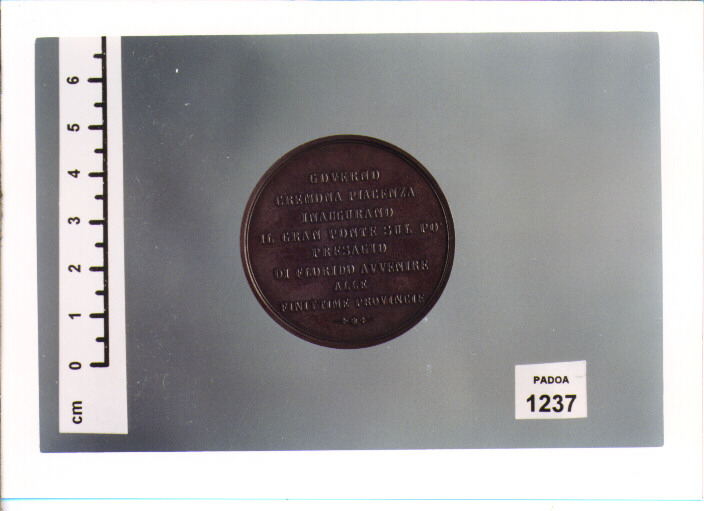 GOVERNO
CREMONA PIACENZA
INAUGURANO
IL GRAN PONTE SUL PO
PRESAGIO
DI FLORIDO AVVENIRE
ALLE
FINITTIME PROVINCIE
6
5
4
3
2
1
0
cm
PADOA
1237